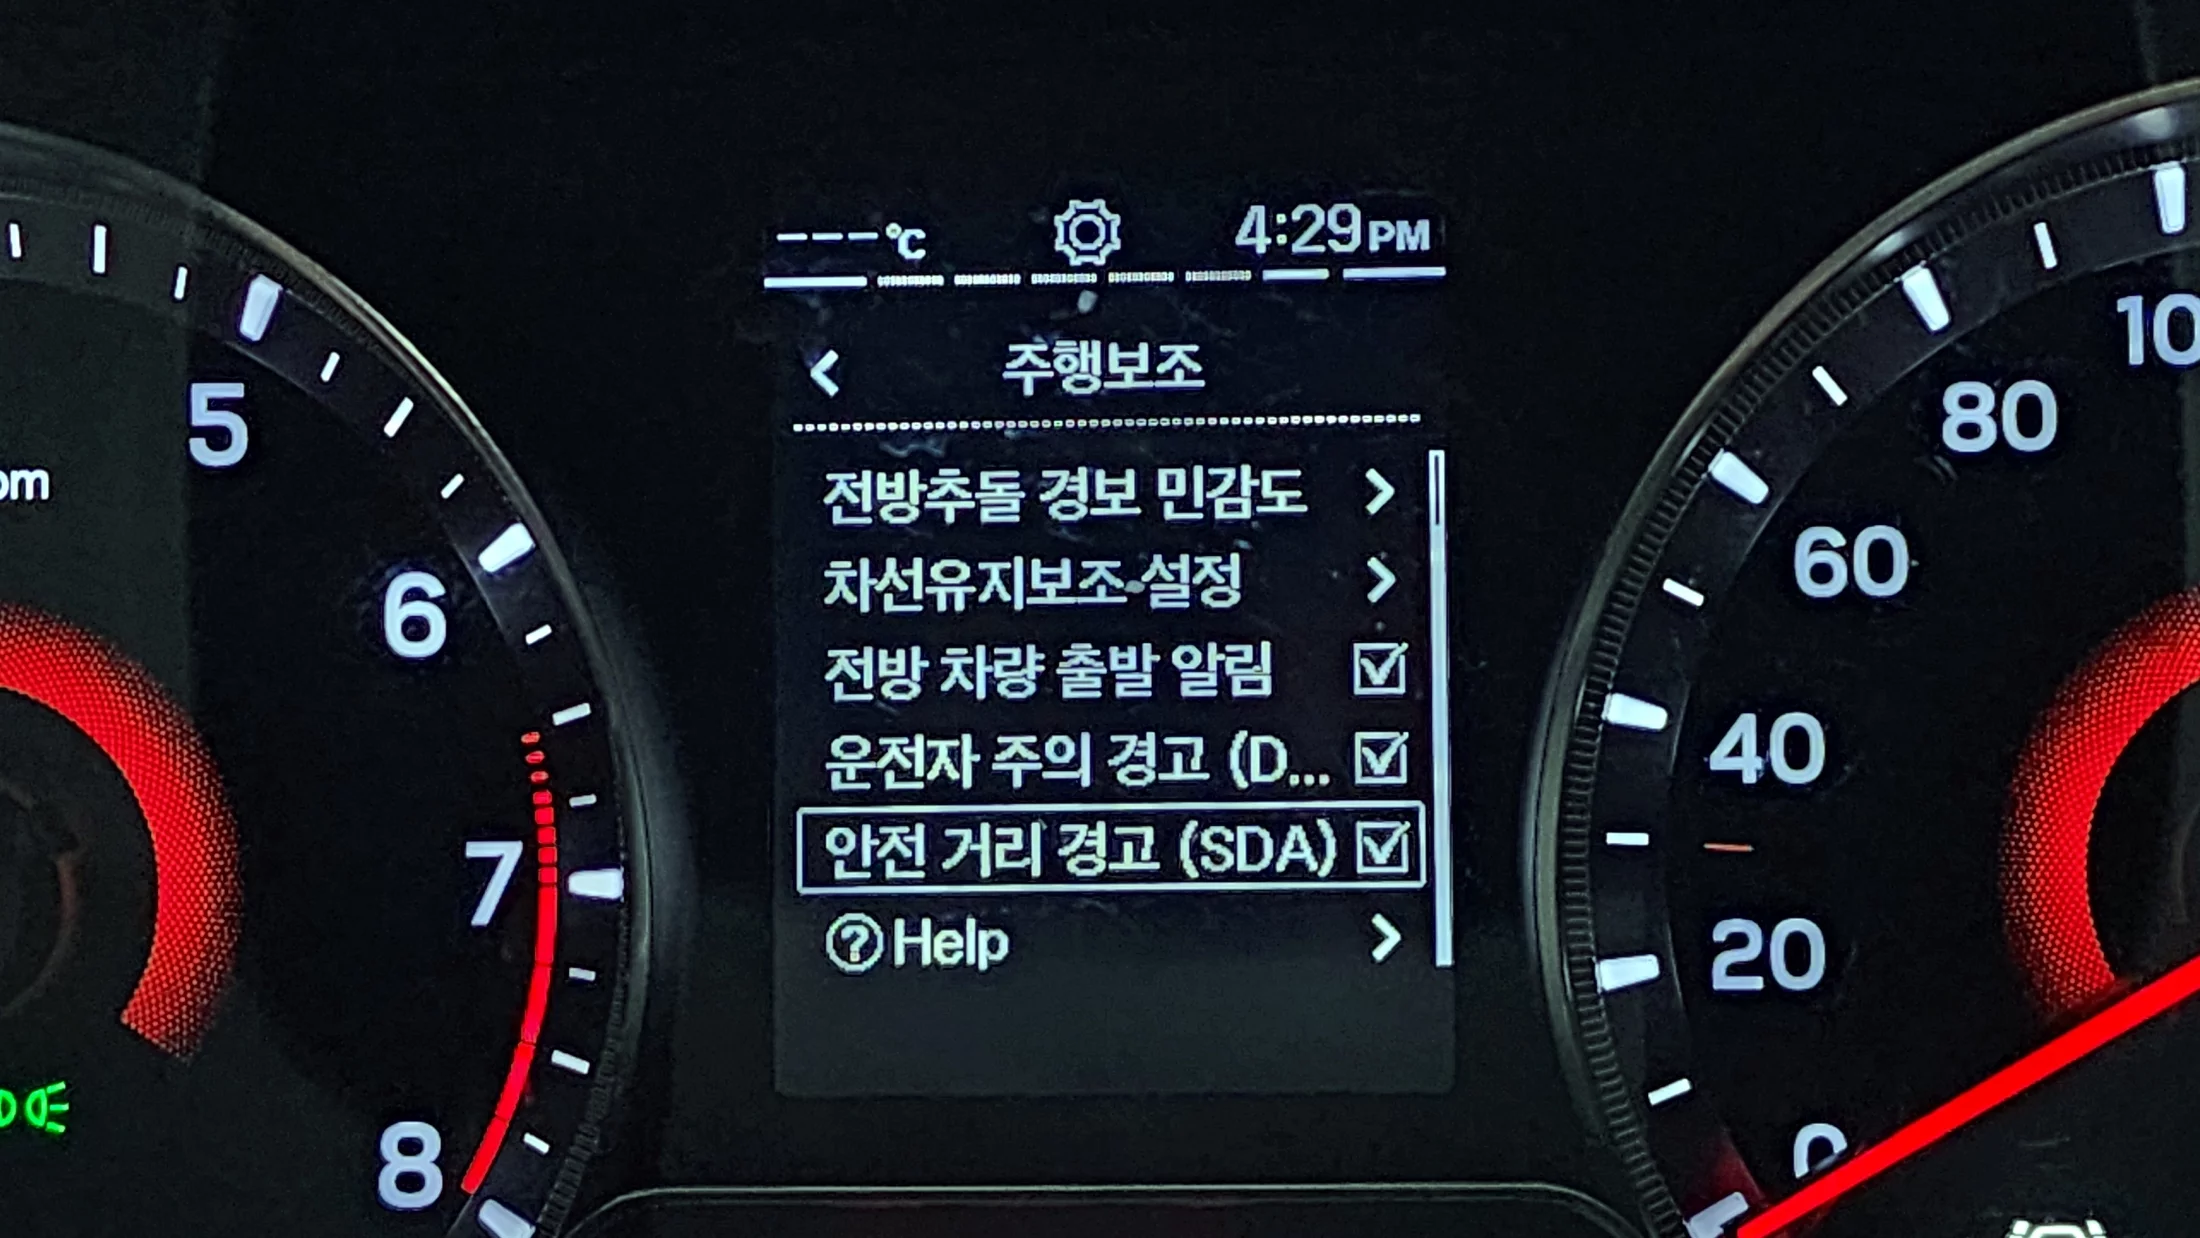 ---°C 4:29PM
주행보조
전방추돌 경보 민감도
차선유지보조 설정
전방 차량 출발 알림
운전자 주의 경고 (D...
안전 거리 경고 (SDA)
?Help
5
6
7
8
100
80
60
40
20
0